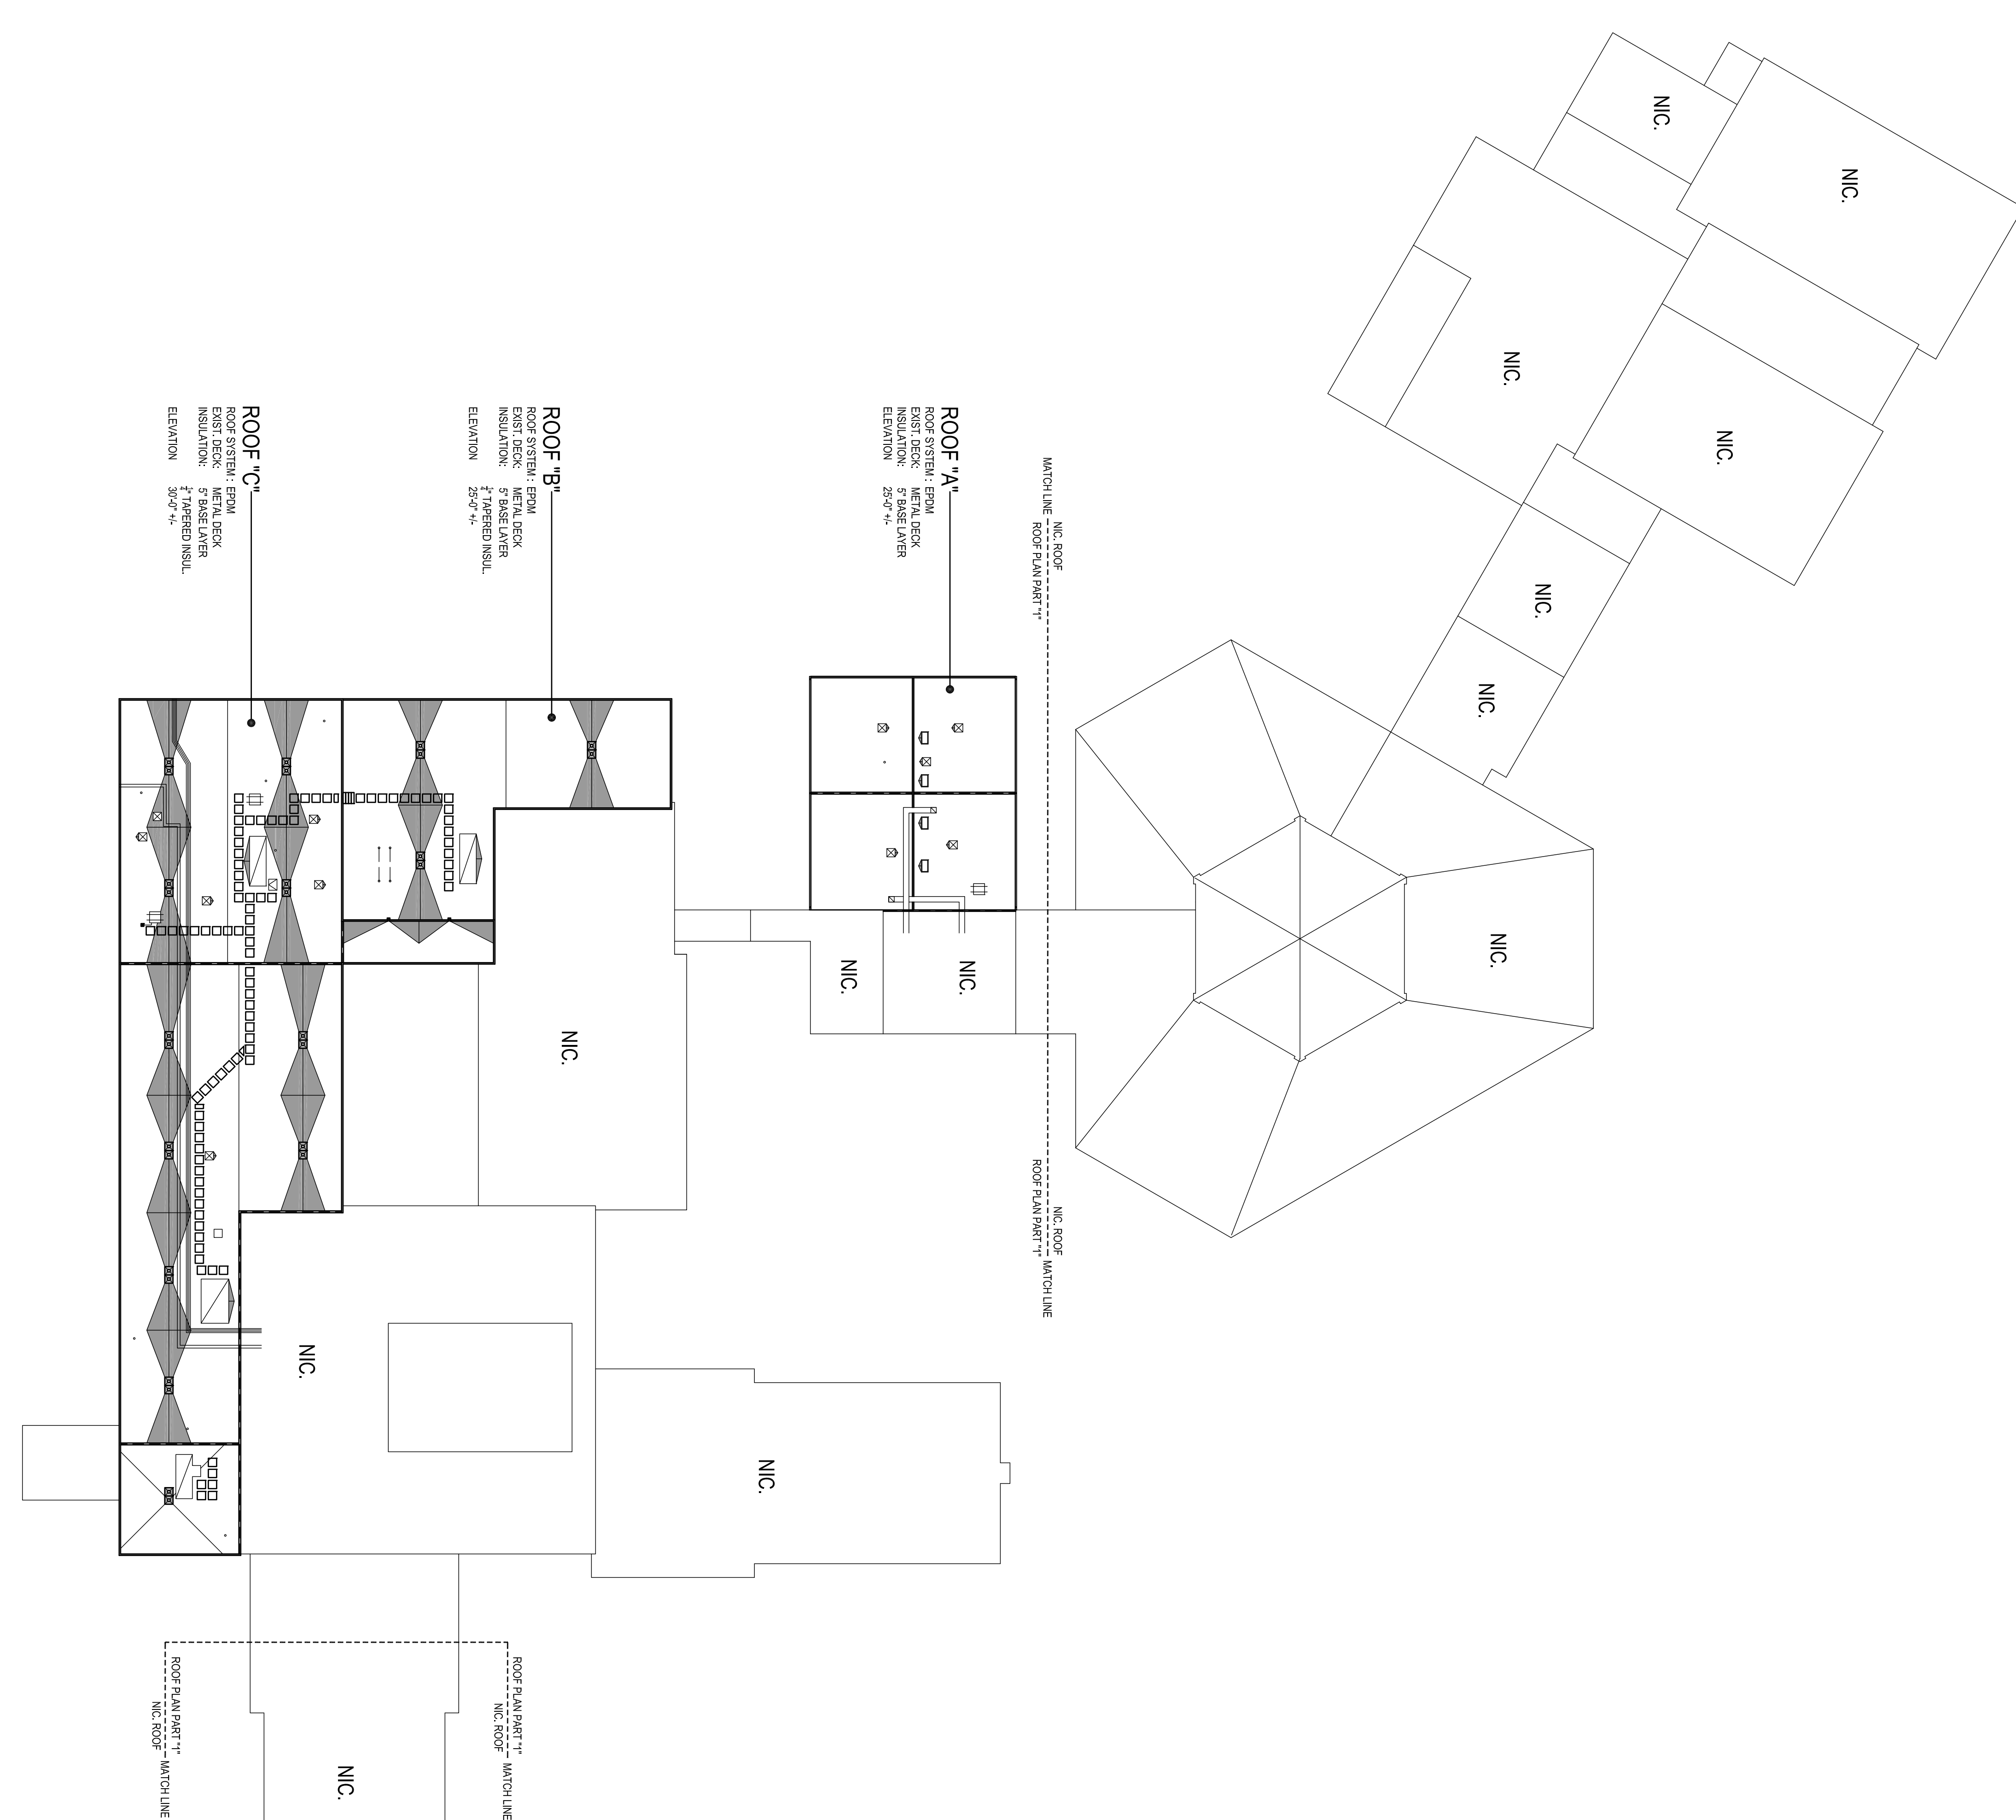 NIC.
NIC.
NIC.
NIC.
NIC.
NIC.
NIC.
NIC.
NIC.
NIC.
NIC.
NIC.
NIC.
NIC.
MATCH LINE
NIC. ROOF
ROOF PLAN PART "1"
NIC. ROOF
ROOF PLAN PART "1"
MATCH LINE
ROOF "A"
ROOF SYSTEM : EPDM
EXIST. DECK: METAL DECK
INSULATION: 5" BASE LAYER
ELEVATION 25'-0" +/-
ROOF "B"
ROOF SYSTEM : EPDM
EXIST. DECK: METAL DECK
INSULATION: 5" BASE LAYER
TAPERED INSUL.
ELEVATION 25'-0" +/-
ROOF "C"
ROOF SYSTEM : EPDM
EXIST. DECK: METAL DECK
INSULATION: 5" BASE LAYER
TAPERED INSUL.
ELEVATION 30'-0" +/-
ROOF PLAN PART "1"
NIC. ROOF
MATCH LINE
ROOF PLAN PART "1"
NIC. ROOF
MATCH LINE